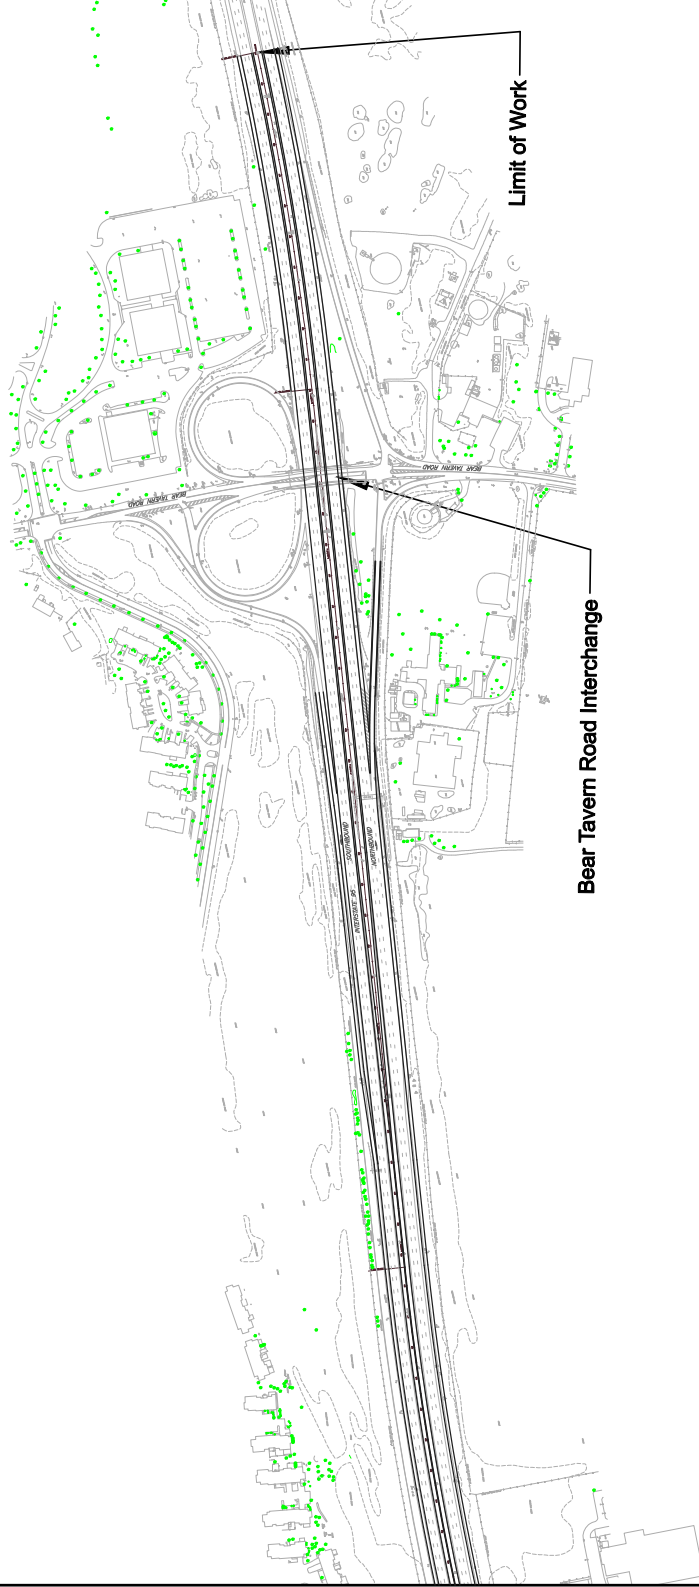 Limit of Work
BEAR TAVERN ROAD
BEAR TAVERN ROAD
Bear Tavern Road Interchange
SOUTHBOUND
NORTHBOUND
INTERSTATE 95